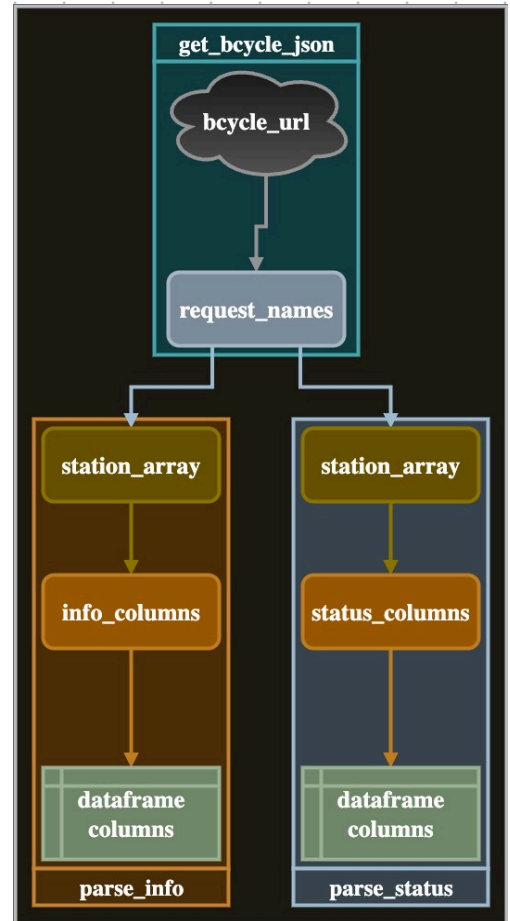 get_bcycle_json
bcycle_url
request_names
station_array
info_columns
dataframe
columns
parse_info
station_array
status_columns
dataframe
columns
parse_status